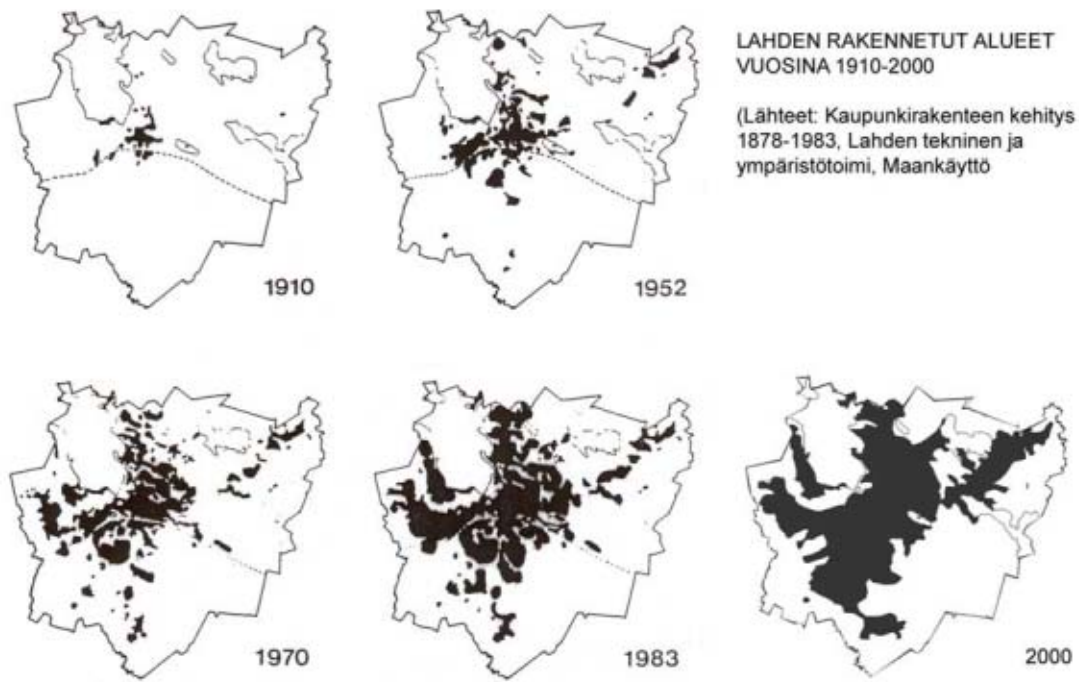 LAHDEN RAKENNETUT ALUEET
VUOSINA 1910-2000
(Lähteet: Kaupunkirakenteen kehitys
1878-1983, Lahden tekninen ja
ympäristötoimi, Maankäyttö
1910
1952
1970
1983
2000